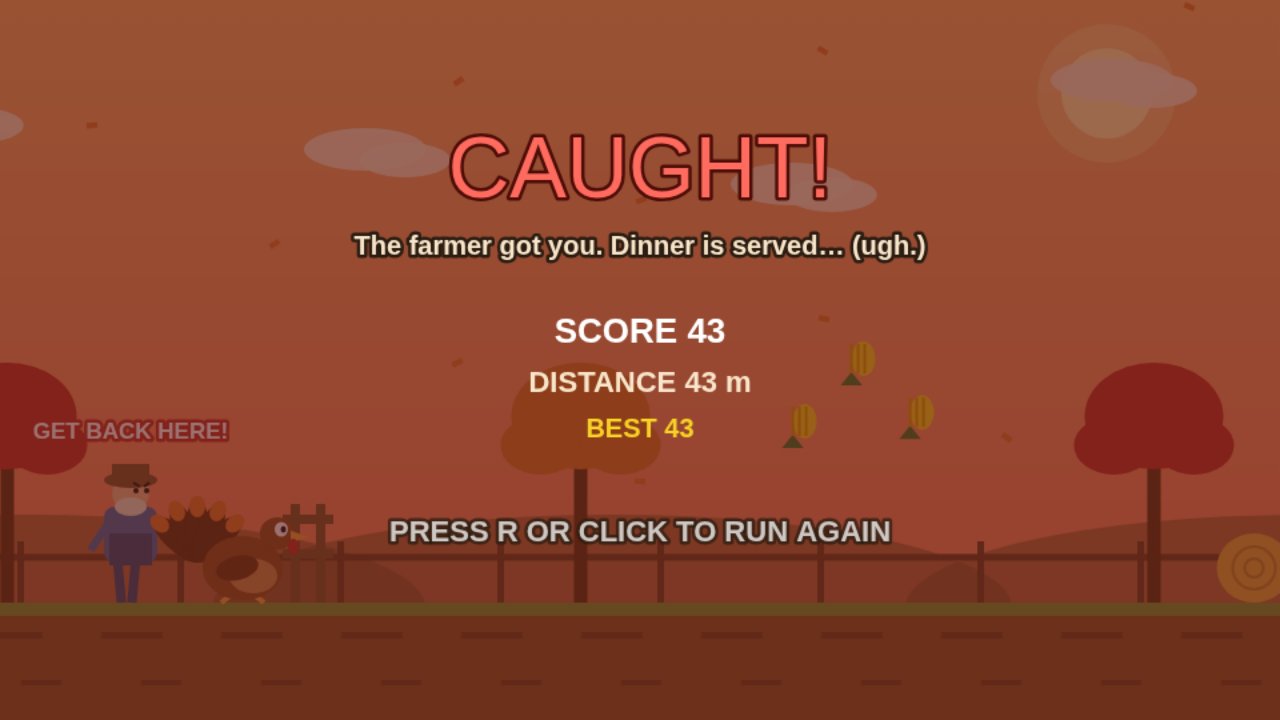 CAUGHT!
The farmer got you. Dinner is served… (ugh.)
SCORE 43
DISTANCE 43 m
BEST 43
GET BACK HERE!
PRESS R OR CLICK TO RUN AGAIN